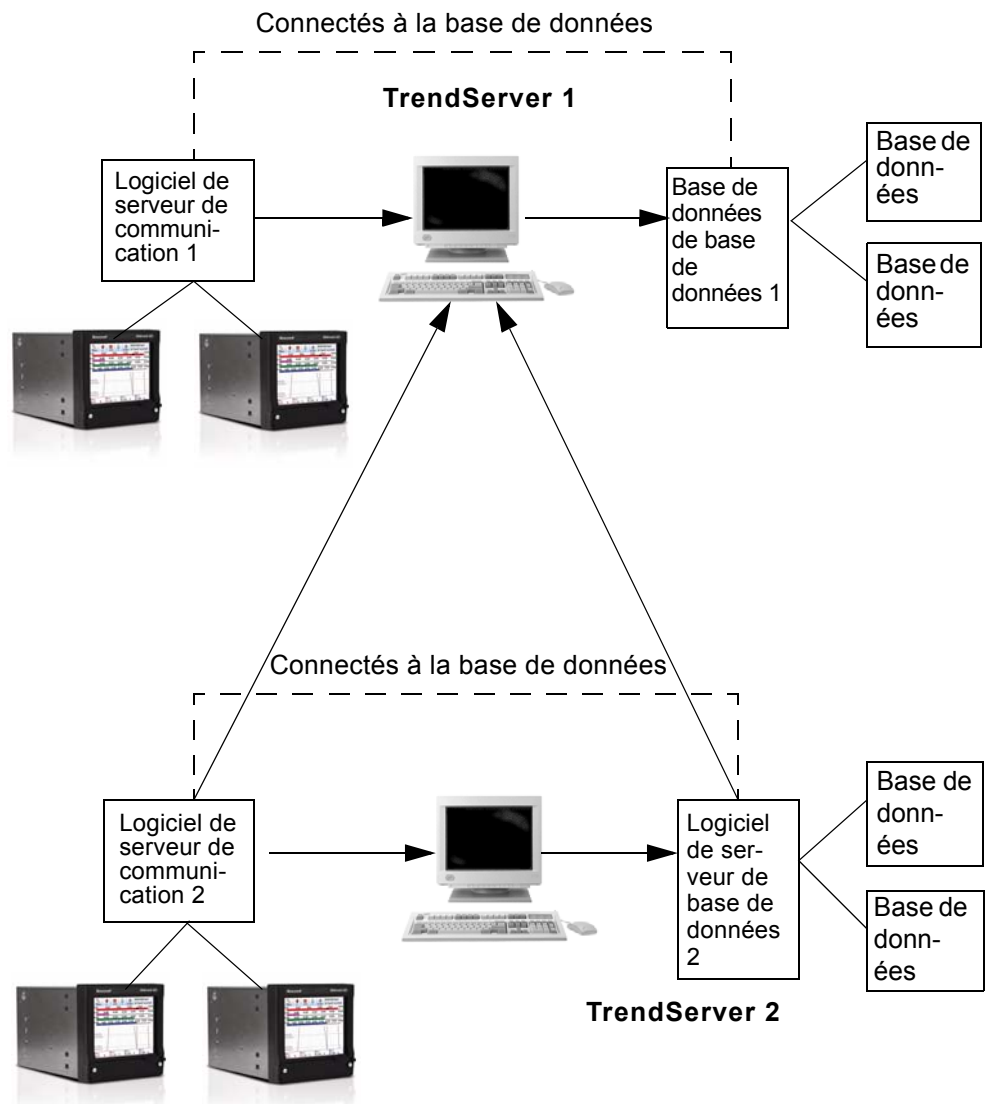 Connectés à la base de données
TrendServer 1
Logiciel de
serveur de
communi-
cation 1
Base de
données
de base
de
données 1
Base de
donn-
ées
Base de
donn-
ées
Connectés à la base de données
Logiciel de
serveur de
communi-
cation 2
Logiciel
de ser-
veur de
base de
données
2
Base de
donn-
ées
Base de
donn-
ées
TrendServer 2